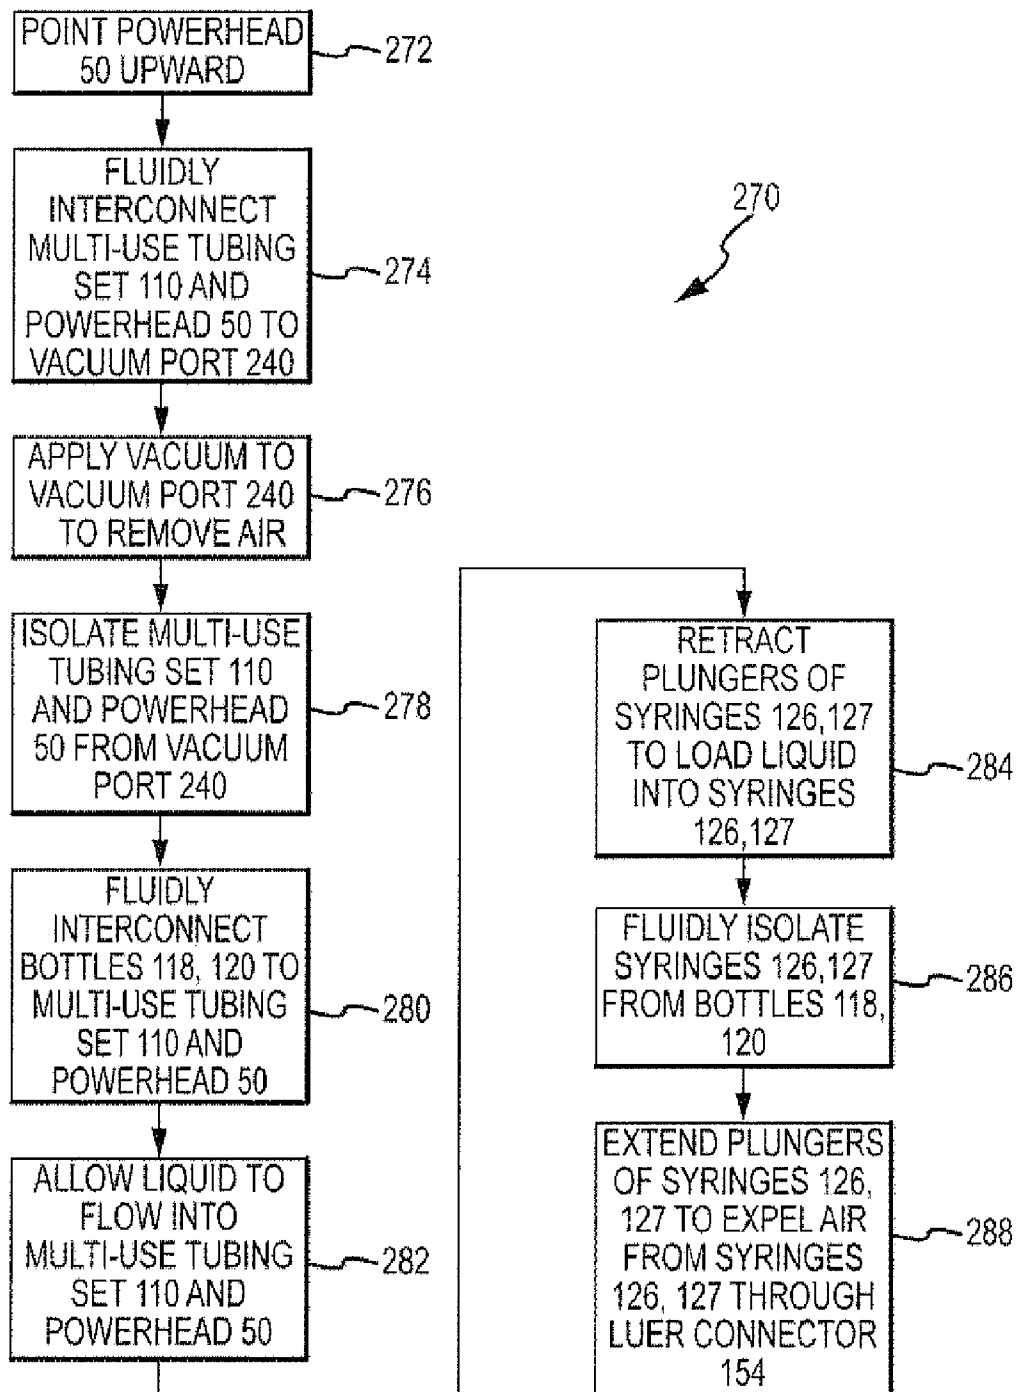 POINT POWERHEAD
50 UPWARD
272
FLUIDLY
INTERCONNECT
MULTI-USE TUBING
SET 110 AND
POWERHEAD 50 TO
VACUUM PORT 240
274
270
APPLY VACUUM TO
VACUUM PORT 240
TO REMOVE AIR
276
ISOLATE MULTI-USE
TUBING SET 110
AND POWERHEAD
50 FROM VACUUM
PORT 240
278
FLUIDLY
INTERCONNECT
BOTTLES 118, 120 TO
MULTI-USE TUBING
SET 110 AND
POWERHEAD 50
280
ALLOW LIQUID TO
FLOW INTO
MULTI-USE TUBING
SET 110 AND
POWERHEAD 50
282
RETRACT
PLUNGERS OF
SYRINGES 126,127
TO LOAD LIQUID
INTO SYRINGES
126,127
284
FLUIDLY ISOLATE
SYRINGES 126,127
FROM BOTTLES 118,
120
286
EXTEND PLUNGERS
OF SYRINGES 126,
127 TO EXPEL AIR
FROM SYRINGES
126, 127 THROUGH
LUER CONNECTOR
154
288